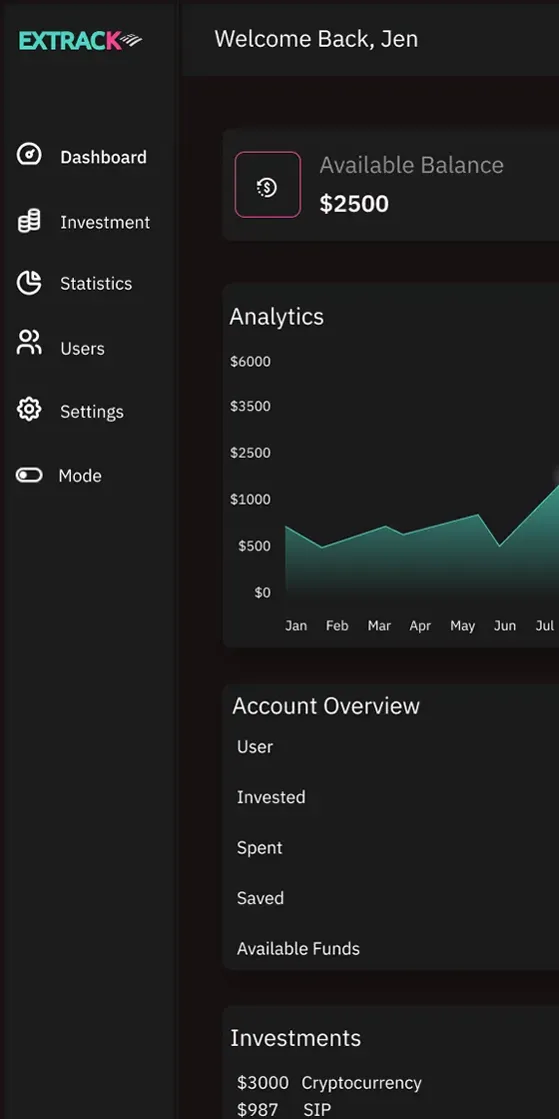 EXTRACK
Welcome Back, Jen
Dashboard
Investment
Statistics
Users
Settings
Mode
Available Balance
$2500
Analytics
$6000
$3500
$2500
$1000
$500
$0
Jan Feb Mar Apr May Jun Jul
Account Overview
User
Invested
Spent
Saved
Available Funds
Investments
$3000 Cryptocurrency
$987 SIP